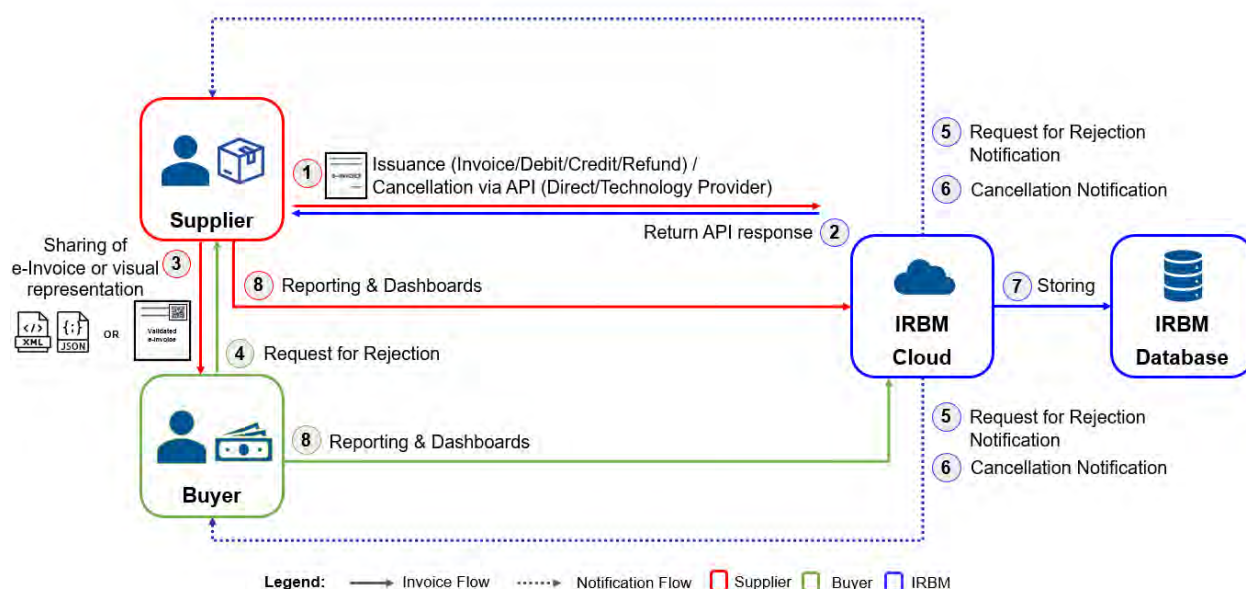 5
Request for Rejection
Notification
6
Cancellation Notification
1
e-INVOICE
Issuance (Invoice/Debit/Credit/Refund) /
Cancellation via API (Direct/Technology Provider)
Supplier
Return API response 2
Sharing of
e-Invoice or visual
representation
3
</>
XML
{:}
JSON
OR
Validated
e-invoice
8 Reporting & Dashboards
IRBM
Cloud
7 Storing
IRBM
Database
4 Request for Rejection
Buyer
8 Reporting & Dashboards
5
Request for Rejection
Notification
6
Cancellation Notification
Legend: Invoice Flow Notification Flow Supplier Buyer IRBM